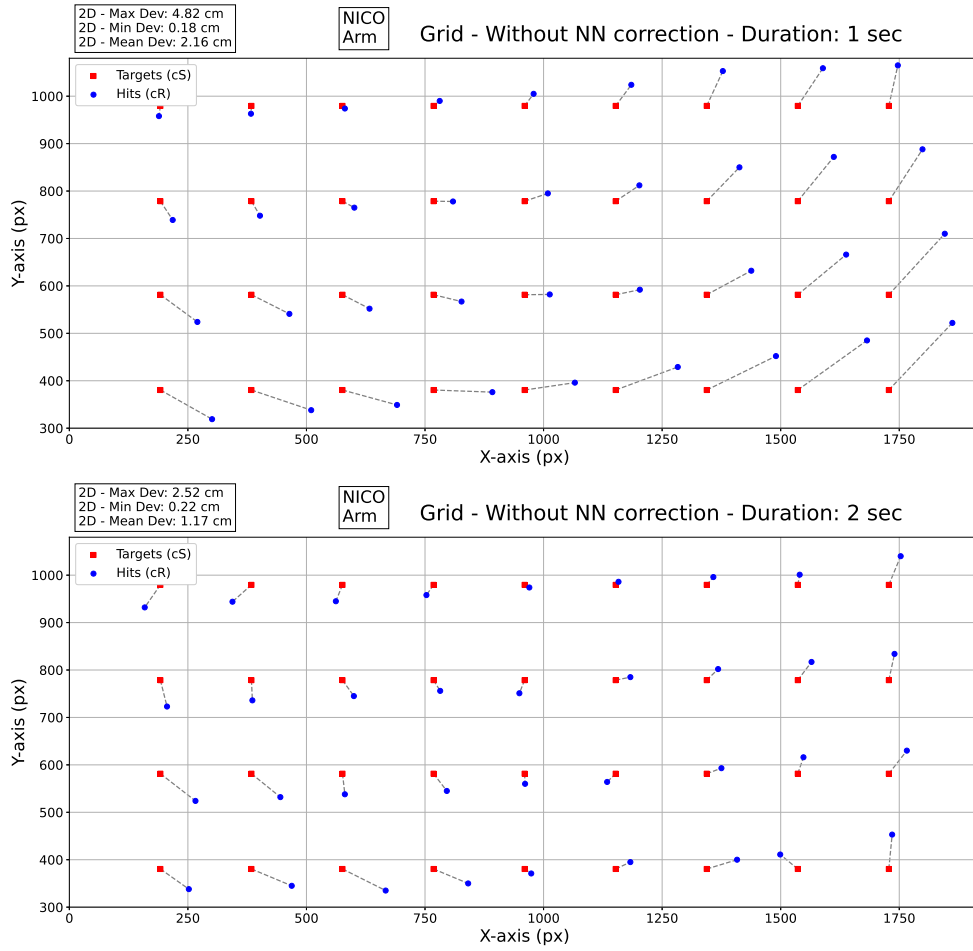 2D - Max Dev: 4.82 cm
2D - Min Dev: 0.18 cm
2D - Mean Dev: 2.16 cm
NICO
Arm
Grid - Without NN correction - Duration: 1 sec
Targets (cS)
Hits (cR)
Y-axis (px)
1000
900
800
700
600
500
400
300
0 250 500 750 1000 1250 1500 1750
X-axis (px)
2D - Max Dev: 2.52 cm
2D - Min Dev: 0.22 cm
2D - Mean Dev: 1.17 cm
NICO
Arm
Grid - Without NN correction - Duration: 2 sec
Targets (cS)
Hits (cR)
Y-axis (px)
1000
900
800
700
600
500
400
300
0 250 500 750 1000 1250 1500 1750
X-axis (px)